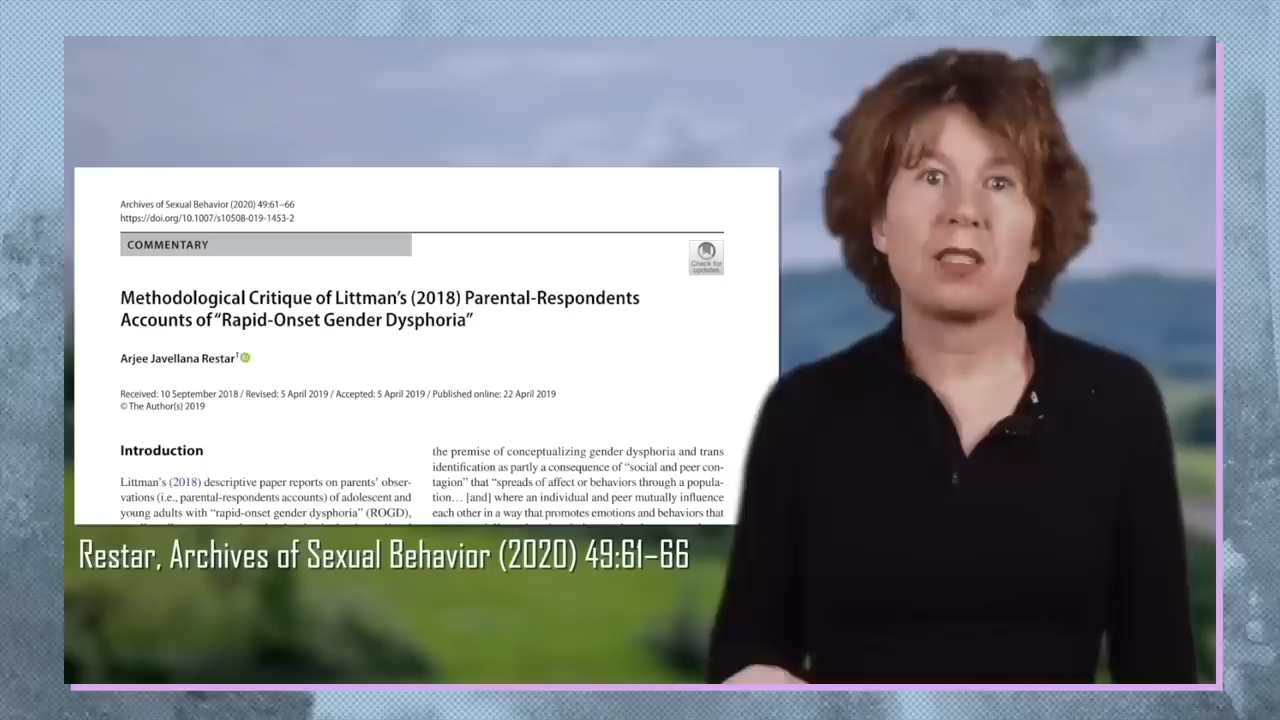 Archives of Sexual Behavior (2020) 49:61–66
https://doi.org/10.1007/s10508-019-1453-2
COMMENTARY
Check for
updates
Methodological Critique of Littman's (2018) Parental-Respondents
Accounts of "Rapid-Onset Gender Dysphoria"
Arjee Javellana Restar¹
Received: 10 September 2018 / Revised: 5 April 2019 / Accepted: 5 April 2019 / Published online: 22 April 2019
© The Author(s) 2019
Introduction
Littman's (2018) descriptive paper reports on parents' obser-
vations (i.e., parental-respondents accounts) of adolescent and
young adults with "rapid-onset gender dysphoria" (ROGD),
the premise of conceptualizing gender dysphoria and trans
identification as partly a consequence of "social and peer con-
tagion" that "spreads of affect or behaviors through a popula-
tion… [and] where an individual and peer mutually influence
each other in a way that promotes emotions and behaviors that
Restar, Archives of Sexual Behavior (2020) 49:61–66